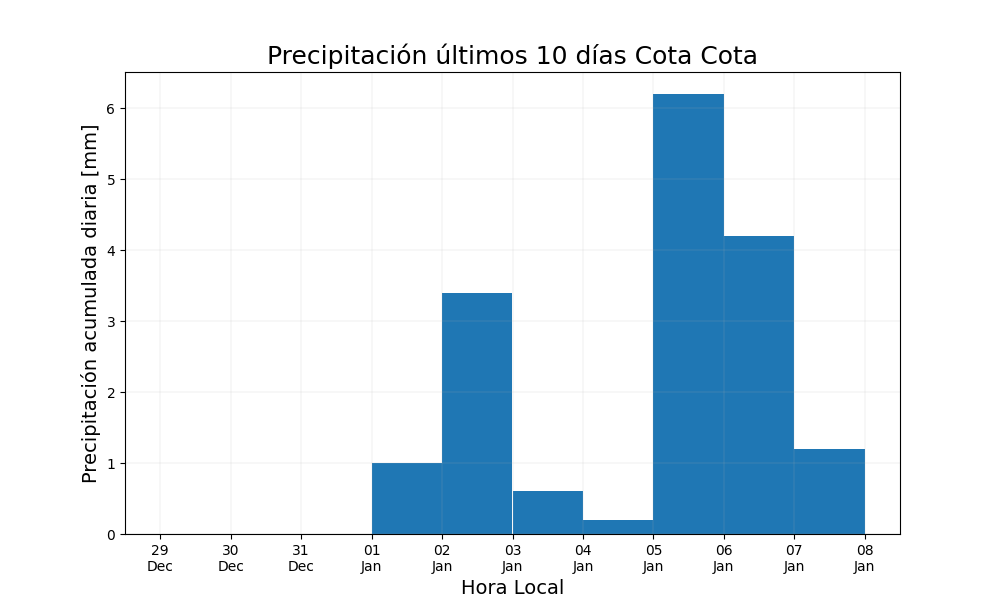 Precipitación últimos 10 días Cota Cota
Precipitación acumulada diaria [mm]
6
5
4
3
2
1
0
29 30 31 01 02 03 04 05 06 07 08
Dec Dec Dec Jan Jan Jan Jan Jan Jan Jan Jan
Hora Local